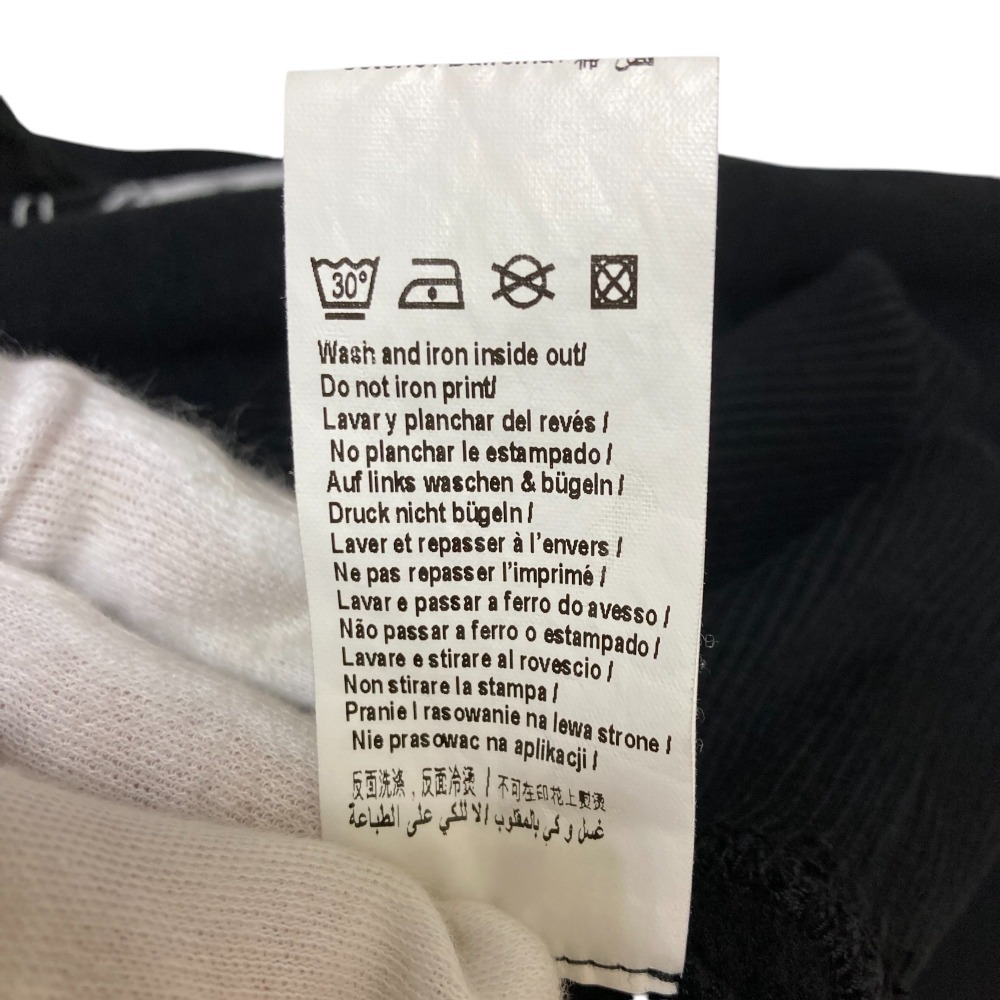 30°
Wash and iron inside out/
Do not iron print/
Lavar y planchar del revés /
No planchar le estampado /
Auf links waschen & bügeln /
Druck nicht bügeln /
Laver et repasser à l'envers /
Ne pas repasser l'imprimé /
Lavar e passar a ferro do avesso /
Não passar a ferro o estampado /
Lavare e stirare al rovescio /
Non stirare la stampa /
Pranie I rasowanie na lewa strone /
Nie prasowac na aplikacji /
反面洗涤，反面冷烫 / 不可在印花上熨烫
غسل و كي بالمقلوب / لا للكي على الطباعة